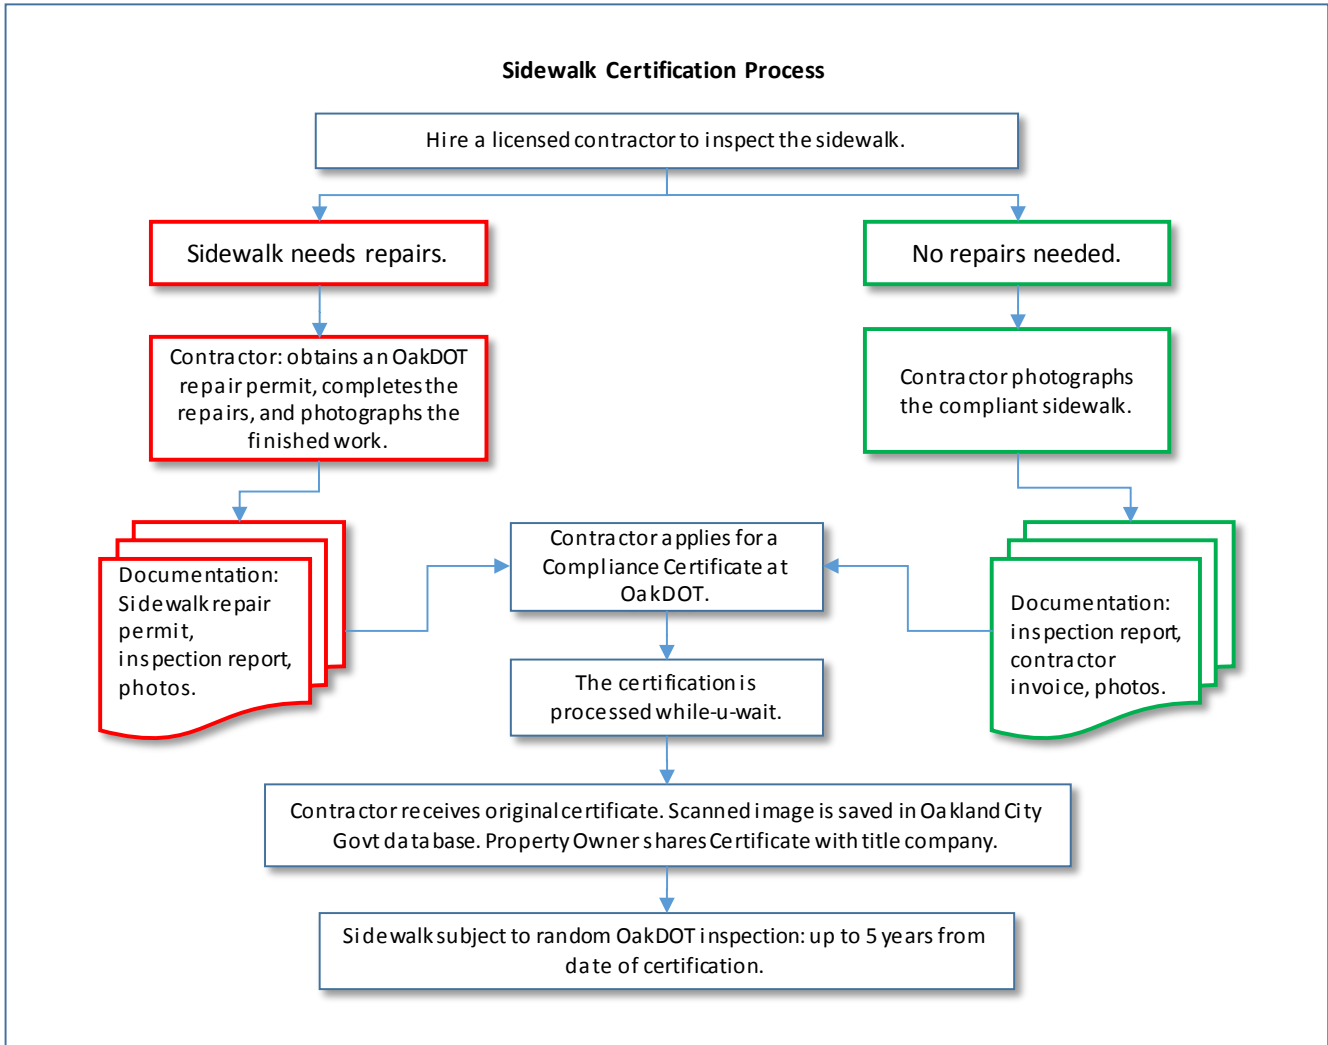 Sidewalk Certification Process
Hire a licensed contractor to inspect the sidewalk.
Sidewalk needs repairs.
No repairs needed.
Contractor: obtains an OakDOT
repair permit, completes the
repairs, and photographs the
finished work.
Contractor photographs
the compliant sidewalk.
Documentation:
Sidewalk repair
permit,
inspection report,
photos.
Contractor applies for a
Compliance Certificate at
OakDOT.
Documentation:
inspection report,
contractor
invoice, photos.
The certification is
processed while-u-wait.
Contractor receives original certificate. Scanned image is saved in Oakland City
Govt database. Property Owner shares Certificate with title company.
Sidewalk subject to random OakDOT inspection: up to 5 years from
date of certification.